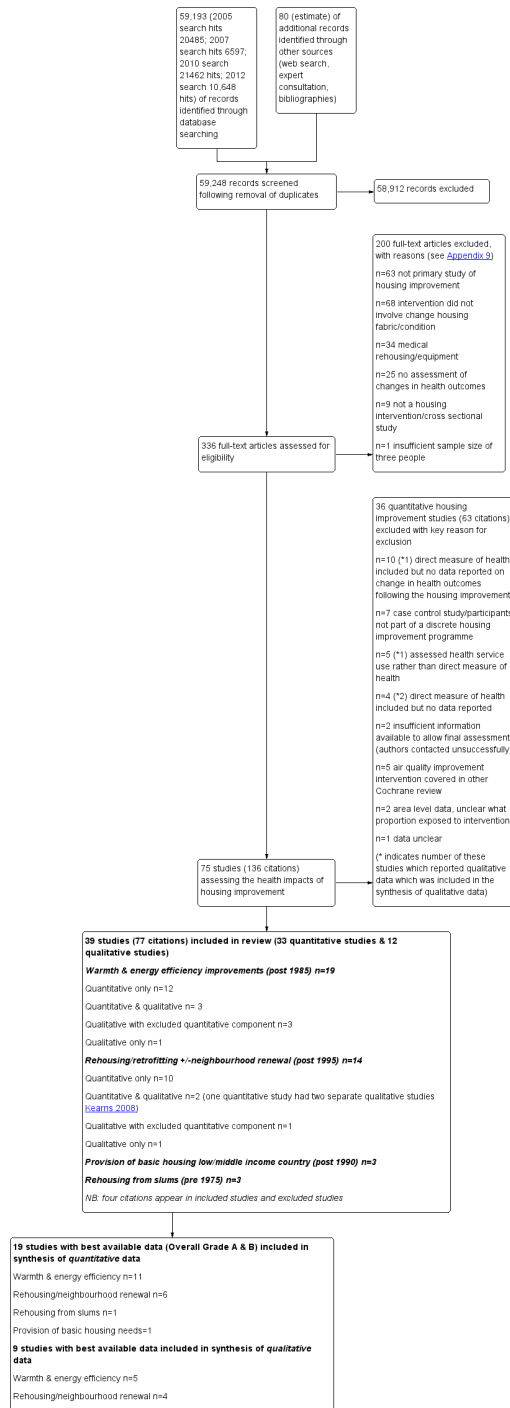 59,193 (2005
search hits
20485; 2007
search hits 6597;
2010 search
21462 hits; 2012
search 10,648
hits) of records
identified through
database
searching
80 (estimate) of
additional records
identified through
other sources
(web search,
expert
consultation,
bibliographies)
59,248 records screened
following removal of duplicates
58,912 records excluded
200 full-text articles excluded,
with reasons (see Appendix 9)
n=63 not primary study of
housing improvement
n=68 intervention did not
involve change housing
fabric/condition
n=34 medical
rehousing/equipment
n=25 no assessment of
changes in health outcomes
n=9 not a housing
intervention/cross sectional
study
n=1 insufficient sample size of
three people
336 full-text articles assessed for
eligibility
36 quantitative housing
improvement studies (63 citations)
excluded with key reason for
exclusion
n=10 (*1) direct measure of health
included but no data reported on
change in health outcomes
following the housing improvement
n=7 case control study/participants
not part of a discrete housing
improvement programme
n=5 (*1) assessed health service
use rather than direct measure of
health
n=4 (*2) direct measure of health
included but no data reported
n=2 insufficient information
available to allow final assessment
(authors contacted unsuccessfully
n=5 air quality improvement
intervention covered in other
Cochrane review
n=2 area level data, unclear what
proportion exposed to intervention
n=1 data unclear
(* indicates number of these
studies which reported qualitative
data which was included in the
synthesis of qualitative data)
75 studies (136 citations)
assessing the health impacts of
housing improvement
39 studies (77 citations) included in review (33 quantitative studies & 12
qualitative studies)
Warmth & energy efficiency improvements (post 1985) n=19
Quantitative only n=12
Quantitative & qualitative n= 3
Qualitative with excluded quantitative component n=3
Qualitative only n=1
Rehousing/retrofitting +/-neighbourhood renewal (post 1995) n=14
Quantitative only n=10
Quantitative & qualitative n=2 (one quantitative study had two separate qualitative studies
Kearns 2008)
Qualitative with excluded quantitative component n=1
Qualitative only n=1
Provision of basic housing low/middle income country (post 1990) n=3
Rehousing from slums (pre 1975) n=3
NB: four citations appear in included studies and excluded studies
19 studies with best available data (Overall Grade A & B) included in
synthesis of quantitative data
Warmth & energy efficiency n=11
Rehousing/neighbourhood renewal n=6
Rehousing from slums n=1
Provision of basic housing needs=1
9 studies with best available data included in synthesis of qualitative
data
Warmth & energy efficiency n=5
Rehousing/neighbourhood renewal n=4